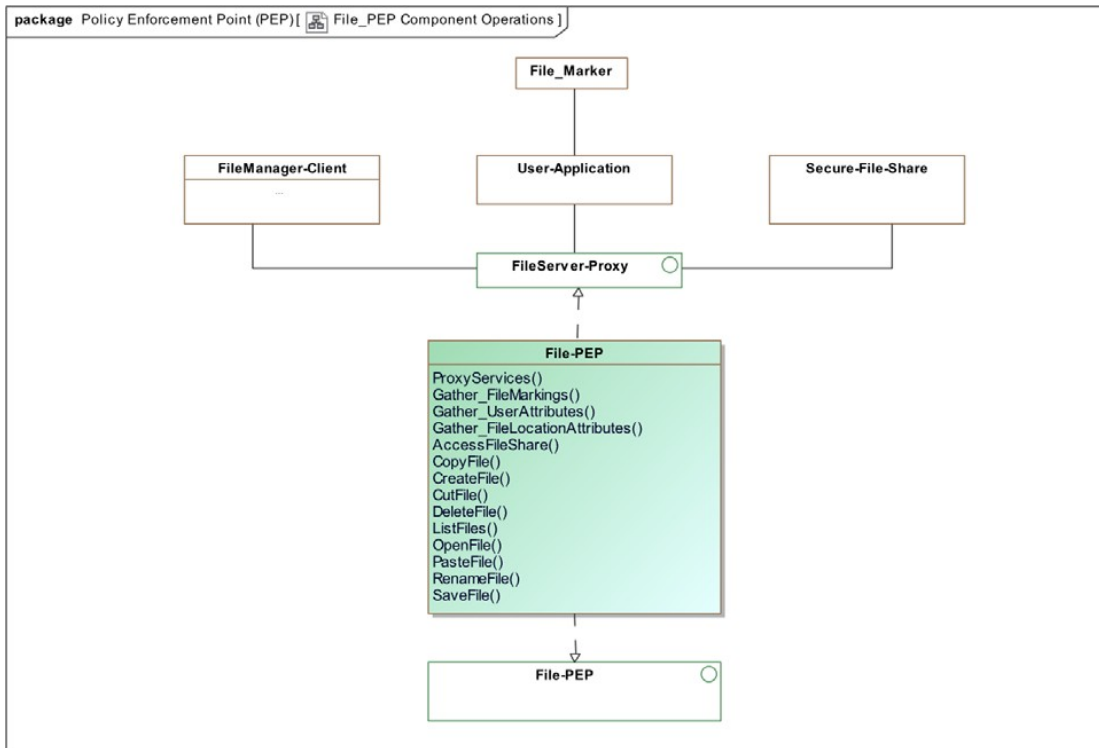 package Policy Enforcement Point (PEP)[ File_PEP Component Operations ]
File_Marker
FileManager-Client
...
User-Application
Secure-File-Share
FileServer-Proxy
File-PEP
ProxyServices()
Gather_FileMarkings()
Gather_UserAttributes()
Gather_FileLocationAttributes()
AccessFileShare()
CopyFile()
CreateFile()
CutFile()
DeleteFile()
ListFiles()
OpenFile()
PasteFile()
RenameFile()
SaveFile()
File-PEP